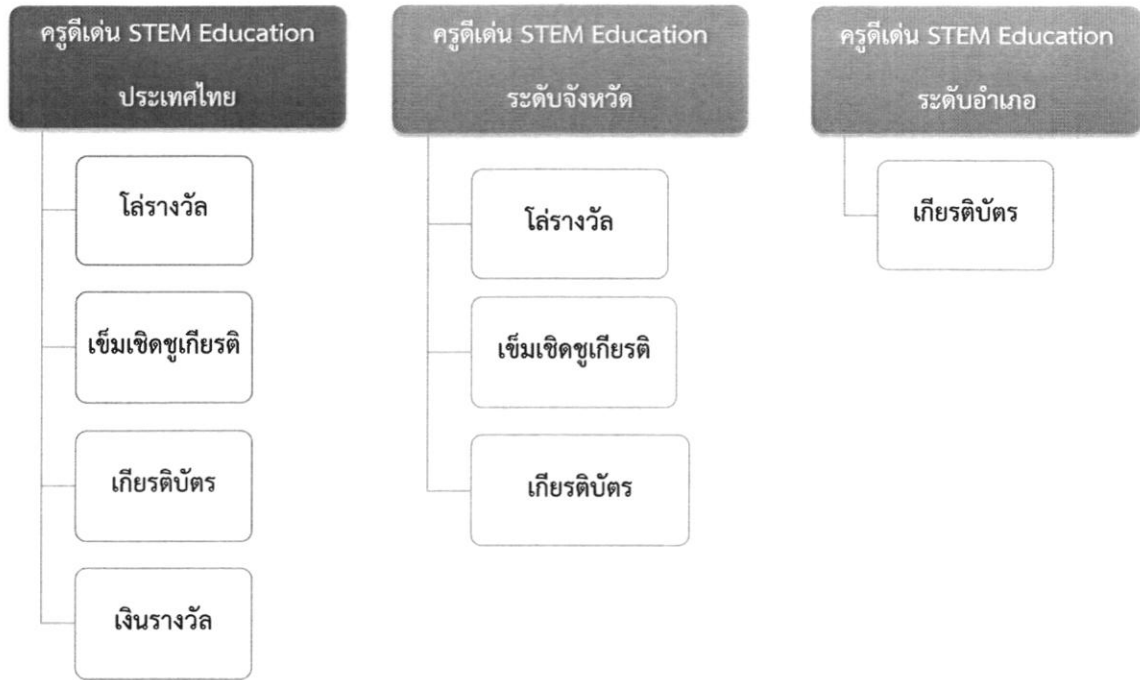 ครูดีเด่น STEM Education
ประเทศไทย
โล่รางวัล
เข็มเชิดชูเกียรติ
เกียรติบัตร
เงินรางวัล
ครูดีเด่น STEM Education
ระดับจังหวัด
โล่รางวัล
เข็มเชิดชูเกียรติ
เกียรติบัตร
ครูดีเด่น STEM Education
ระดับอำเภอ
เกียรติบัตร